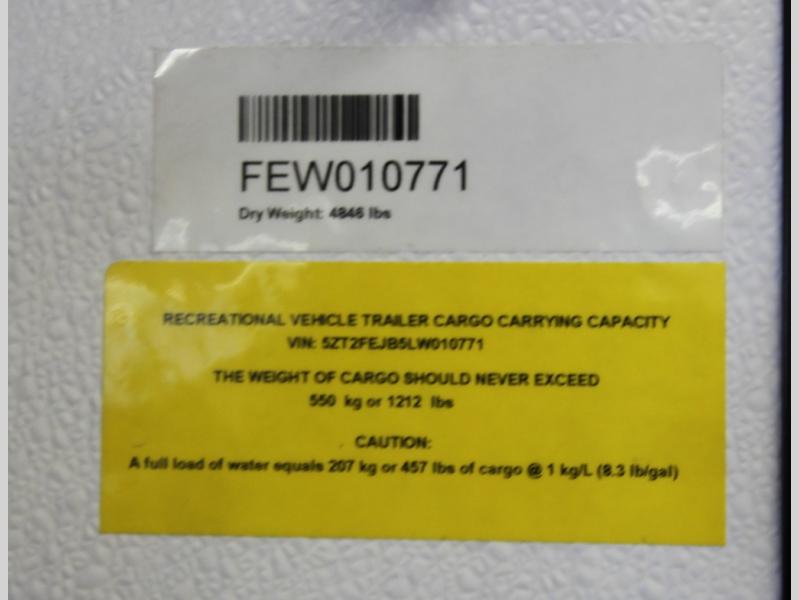 FEW010771
Dry Weight: 4846 lbs
RECREATIONAL VEHICLE TRAILER CARGO CARRYING CAPACITY
VIN: 5ZT2FEJB5LW010771
THE WEIGHT OF CARGO SHOULD NEVER EXCEED
550 kg or 1212 lbs
CAUTION:
A full load of water equals 207 kg or 457 lbs of cargo @ 1 kg/L (8.3 lb/gal)